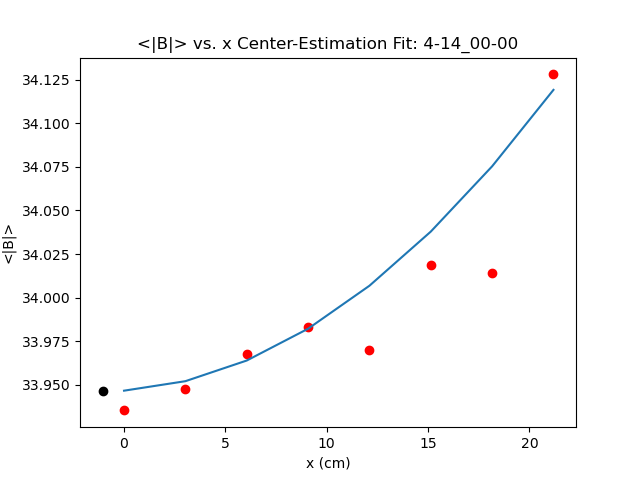 <|B|> vs. x Center-Estimation Fit: 4-14_00-00
34.125
34.100
34.075
34.050
34.025
34.000
33.975
33.950
<|B|>
0 5 10 15 20
x (cm)